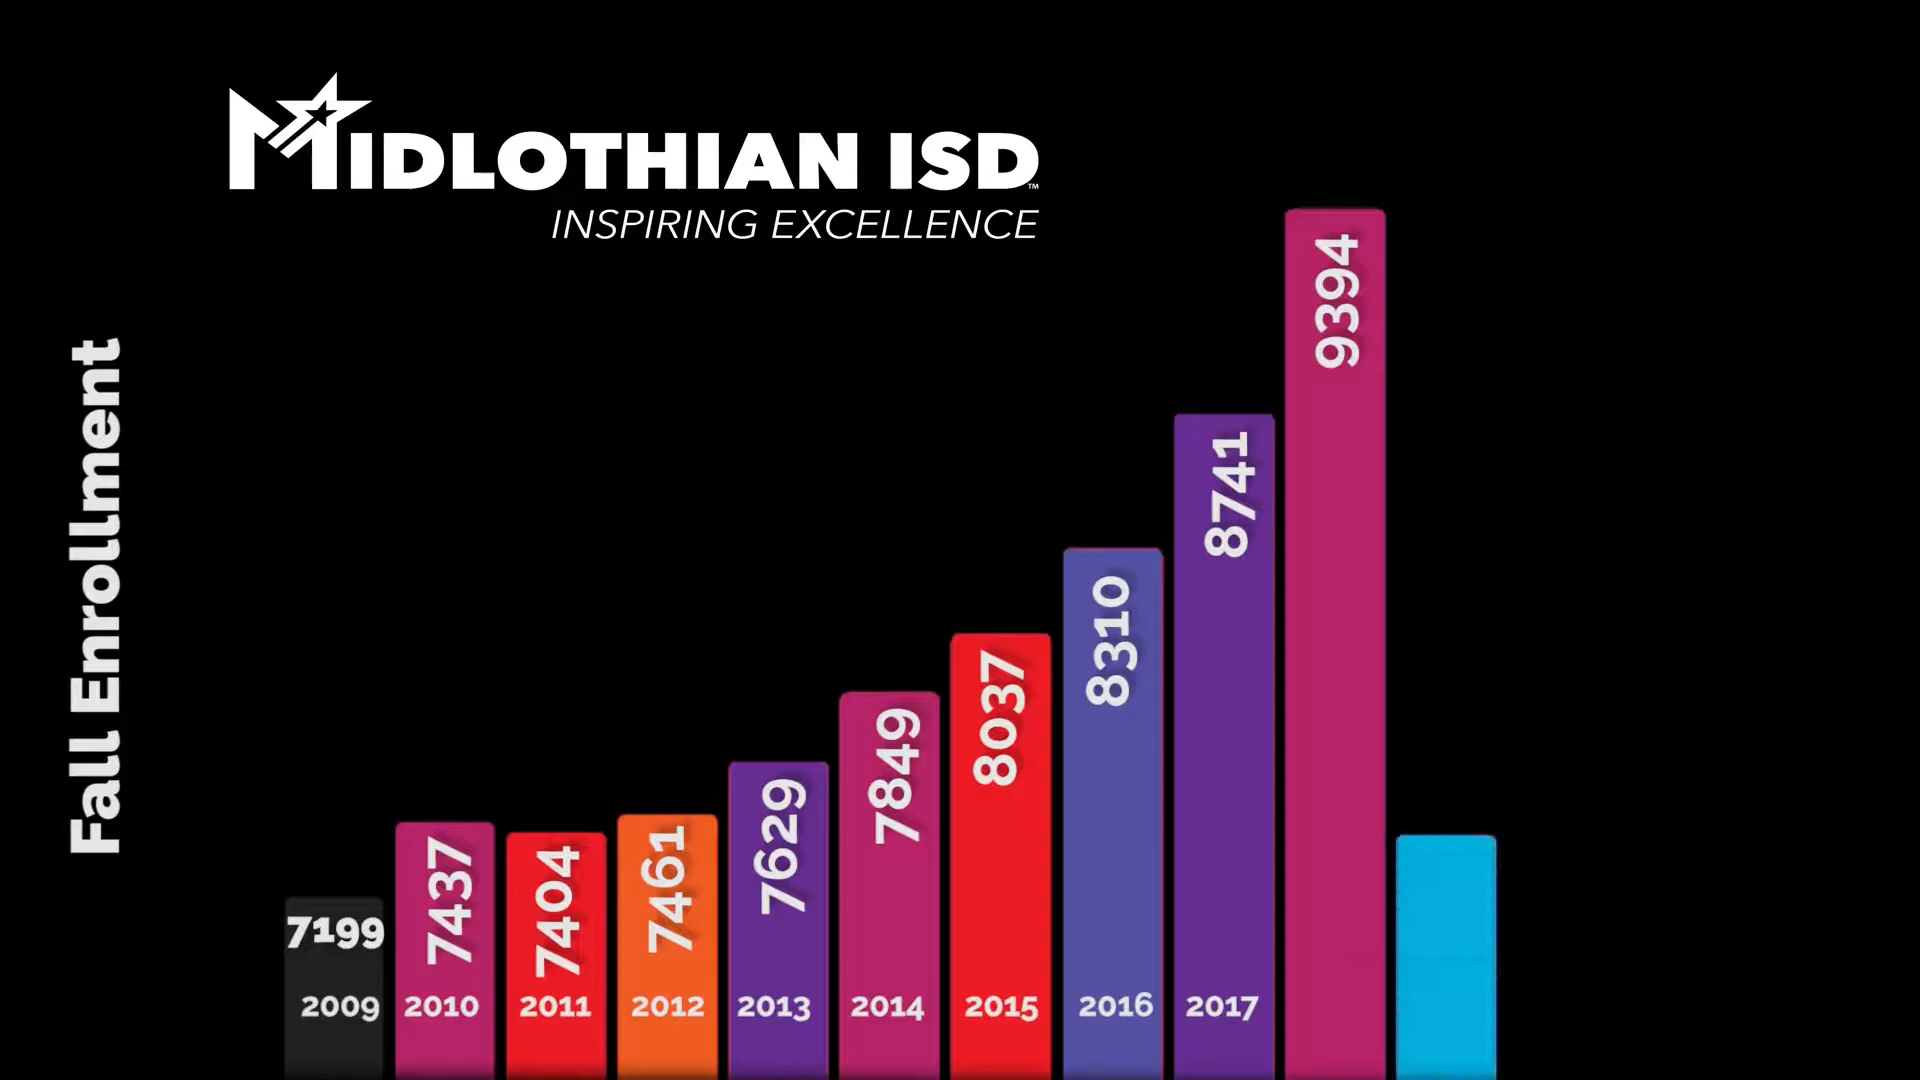 MIDLOTHIAN ISD™
INSPIRING EXCELLENCE
Fall Enrollment
7199
7437
7404
7461
7629
7849
8037
8310
8741
9394
2009 2010 2011 2012 2013 2014 2015 2016 2017